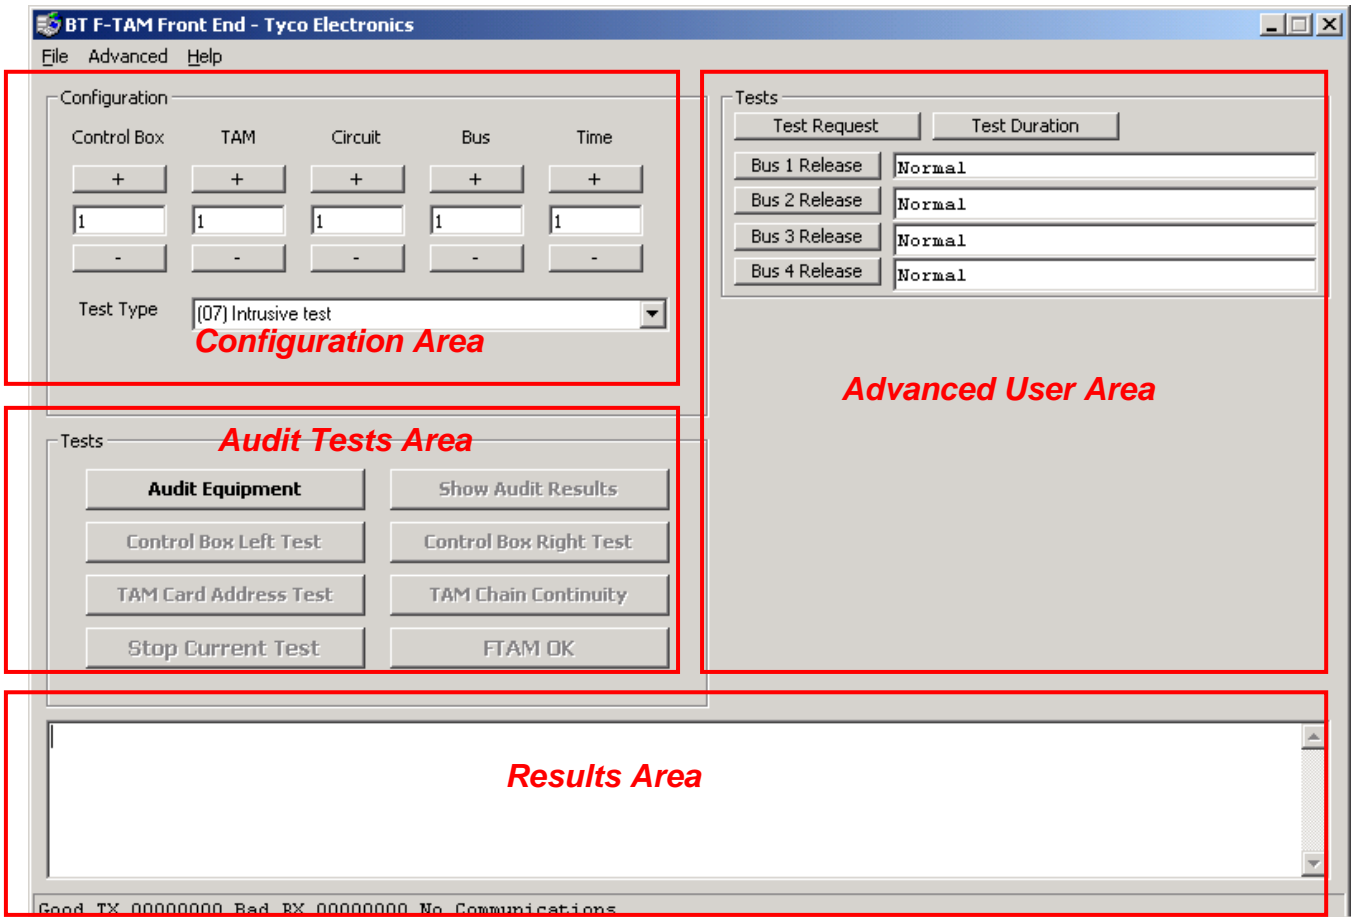 BT F-TAM Front End - Tyco Electronics
File Advanced Help
Configuration
Control Box TAM Circuit Bus Time
+ + + + +
1 1 1 1 1
- - - - -
Test Type (07) Intrusive test
Configuration Area
Tests
Test Request Test Duration
Bus 1 Release Normal
Bus 2 Release Normal
Bus 3 Release Normal
Bus 4 Release Normal
Advanced User Area
Tests
Audit Tests Area
Audit Equipment Show Audit Results
Control Box Left Test Control Box Right Test
TAM Card Address Test TAM Chain Continuity
Stop Current Test FTAM OK
Results Area
Good TX 00000000 Bad RX 00000000 No Communications